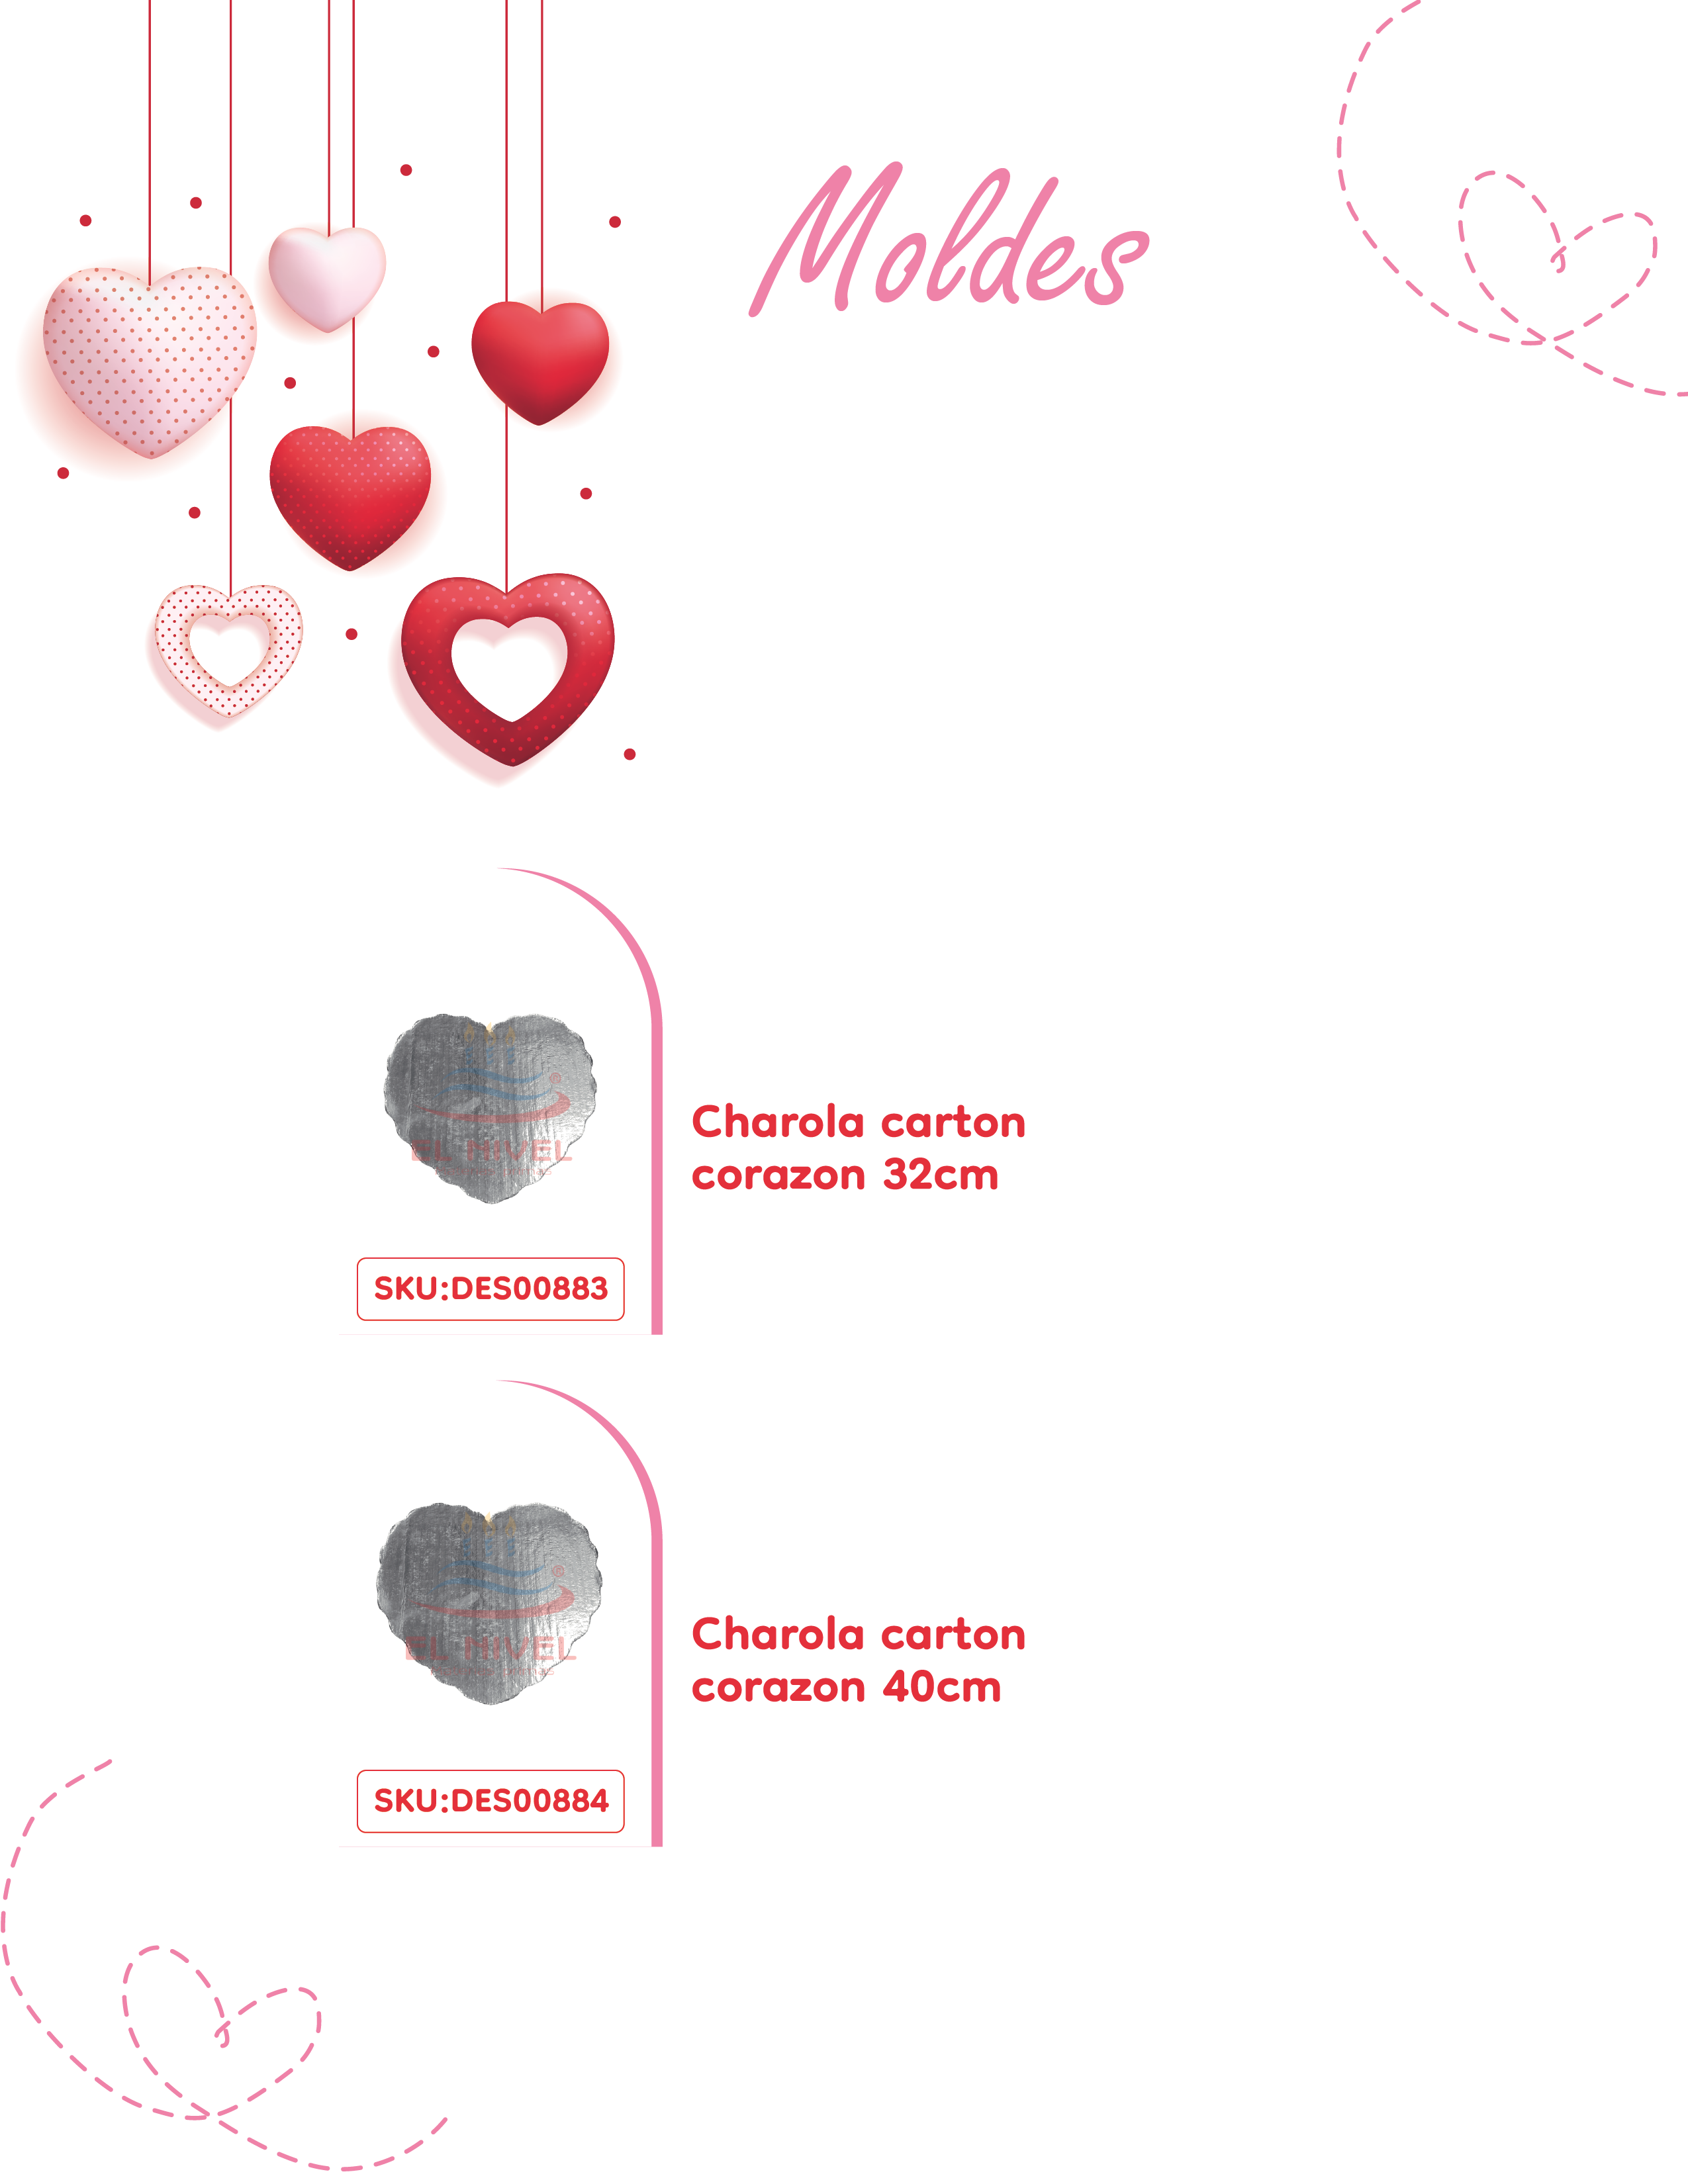 Moldes
EL NIVEL
Charola carton
corazon 32cm
SKU:DES00883
EL NIVEL
Charola carton
corazon 40cm
SKU:DES00884